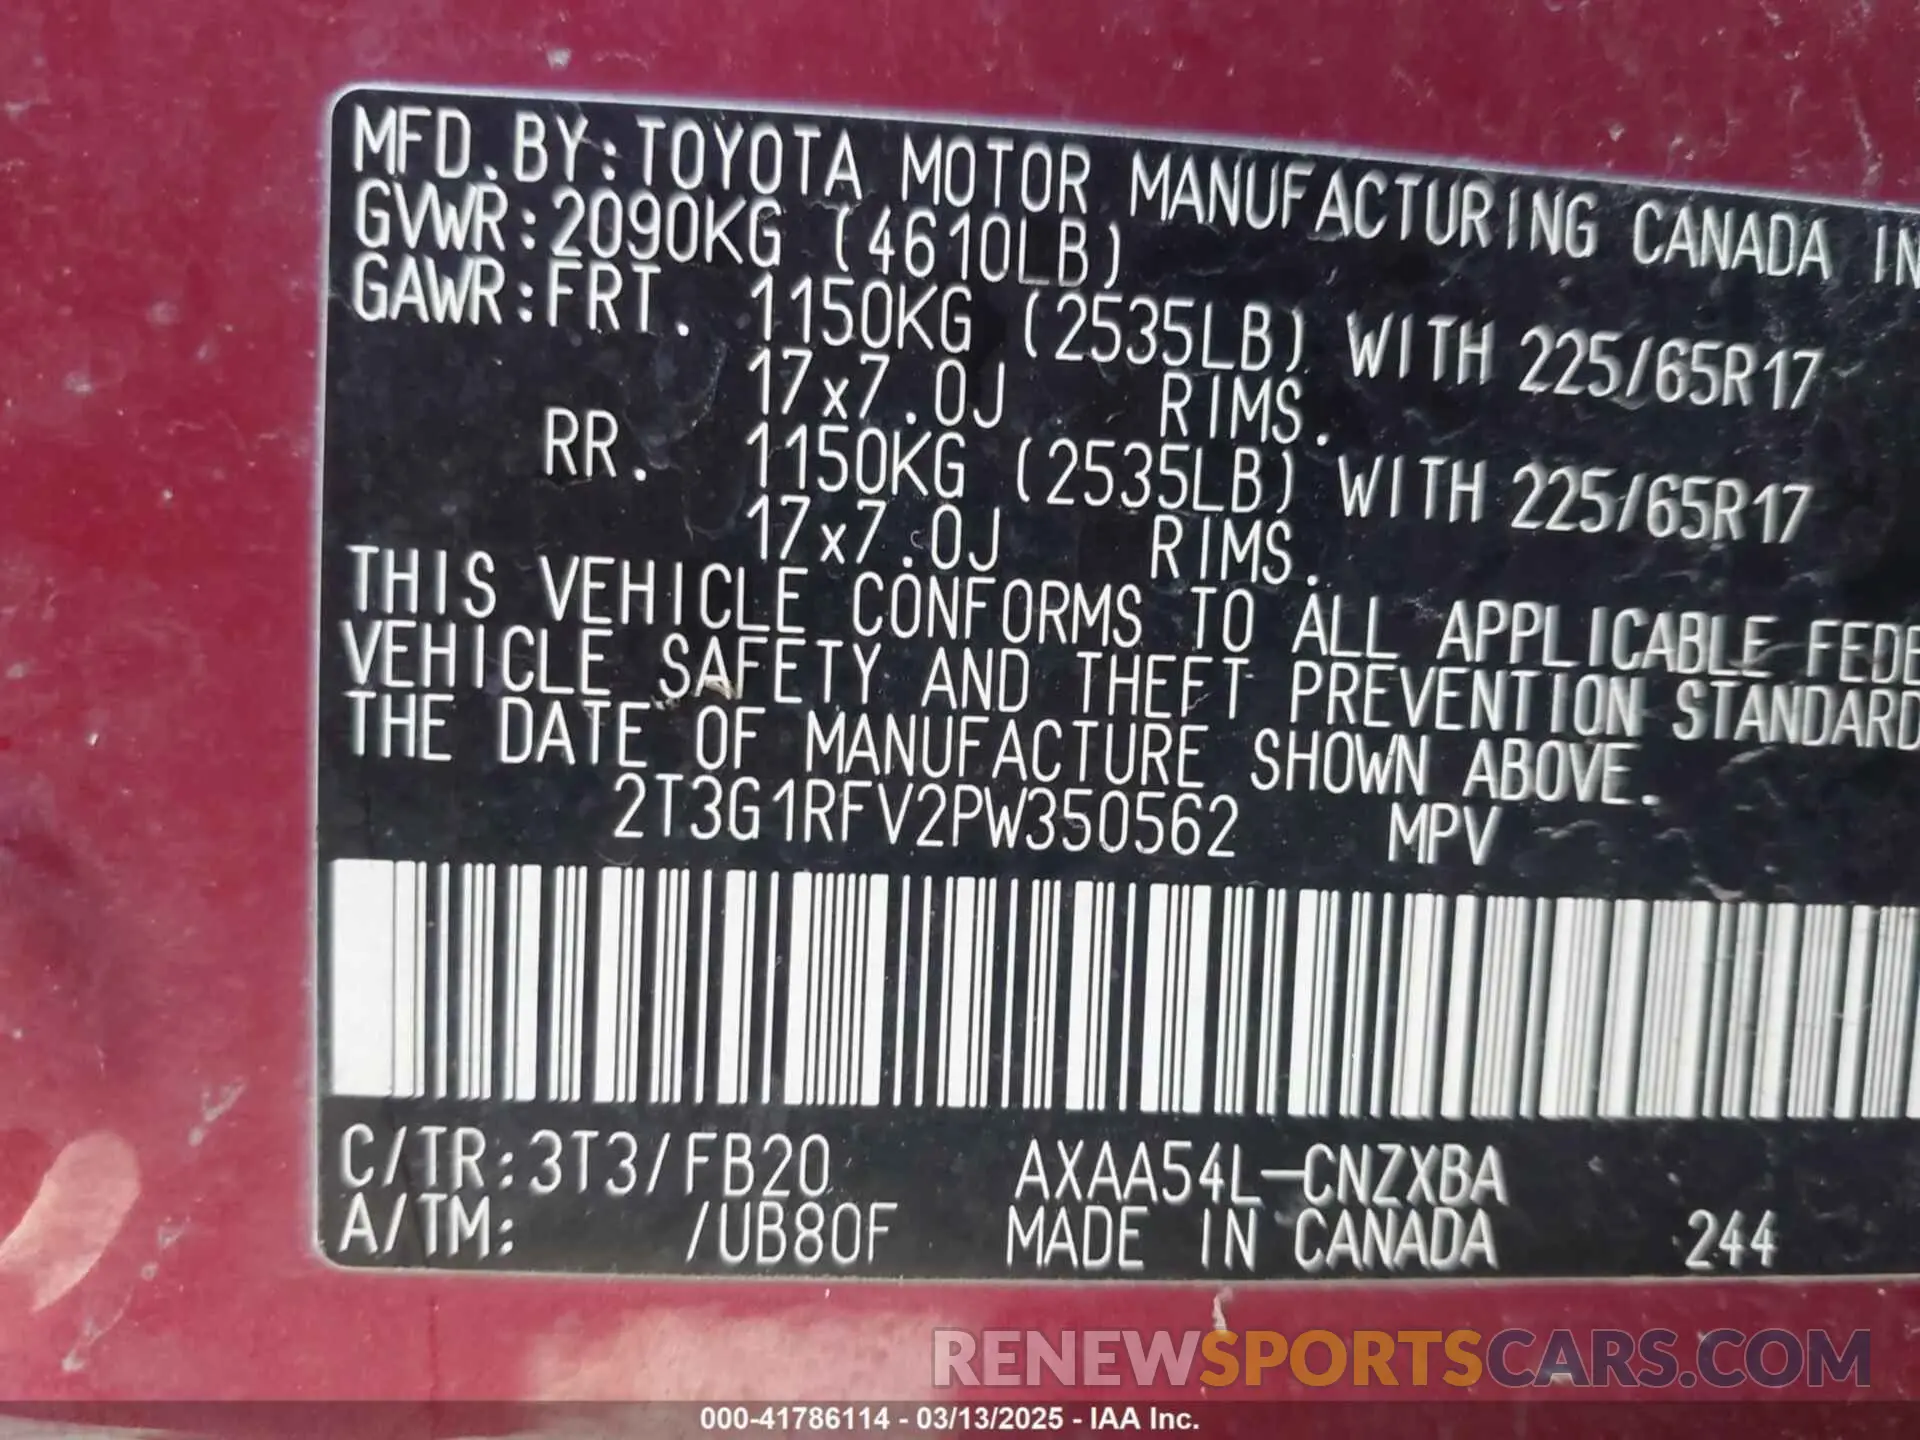 MFD.BY:TOYOTA MOTOR MANUFACTURING CANADA IN
GVWR:2090KG (4610LB)
GAWR:FRT. 1150KG (2535LB) WITH 225/65R17
17x7.0J RIMS.
RR. 1150KG (2535LB) WITH 225/65R17
17x7.0J RIMS.
THIS VEHICLE CONFORMS TO ALL APPLICABLE FEDE
VEHICLE SAFETY AND THEFT PREVENTION STANDARD
THE DATE OF MANUFACTURE SHOWN ABOVE.
2T3G1RFV2PW350562 MPV
C/TR:3T3/FB20 AXAA54L-CNZXBA
A/TM: /UB80F MADE IN CANADA 244
RENEWSPORTSCARS.COM
000-41786114 - 03/13/2025 - IAA Inc.